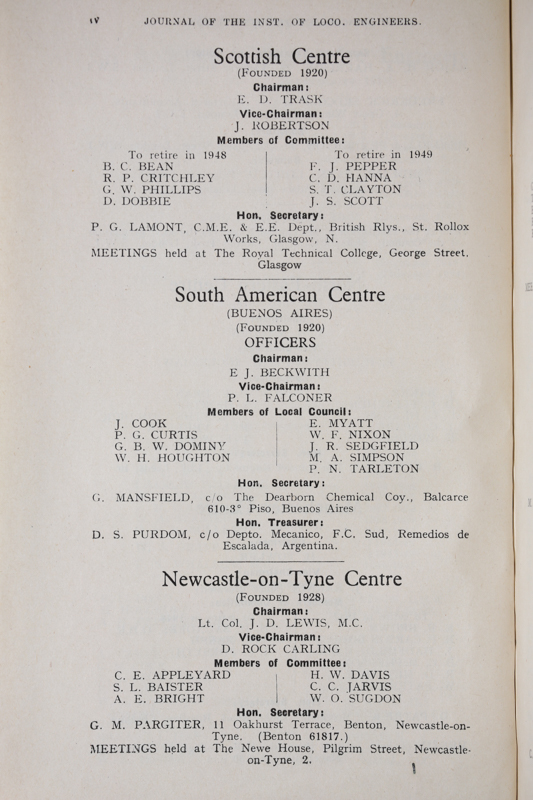 iv JOURNAL OF THE INST. OF LOCO. ENGINEERS.
Scottish Centre
(FOUNDED 1920)
Chairman:
E. D. TRASK
Vice-Chairman:
J. ROBERTSON
Members of Committee:
To retire in 1948
B. C. BEAN
R. P. CRITCHLEY
G. W. PHILLIPS
D. DOBBIE
To retire in 1949
F. J. PEPPER
C. D. HANNA
S. T. CLAYTON
J. S. SCOTT
Hon. Secretary:
P. G. LAMONT, C.M.E. & E.E. Dept., British Rlys., St. Rollox
Works, Glasgow, N.
MEETINGS held at The Royal Technical College, George Street,
Glasgow
South American Centre
(BUENOS AIRES)
(FOUNDED 1920)
OFFICERS
Chairman:
E J. BECKWITH
Vice-Chairman:
P. L. FALCONER
Members of Local Council:
J. COOK
P. G. CURTIS
G. B. W. DOMINY
W. H. HOUGHTON
E. MYATT
W. F. NIXON
J. R. SEDGFIELD
M. A. SIMPSON
P. N. TARLETON
Hon. Secretary:
G. MANSFIELD, c/o The Dearborn Chemical Coy., Balcarce
610-3° Piso, Buenos Aires
Hon. Treasurer:
D. S. PURDOM, c/o Depto. Mecanico, F.C. Sud, Remedios de
Escalada, Argentina.
Newcastle-on-Tyne Centre
(FOUNDED 1928)
Chairman:
Lt. Col. J. D. LEWIS, M.C.
Vice-Chairman:
D. ROCK CARLING
Members of Committee:
C. E. APPLEYARD
S. L. BAISTER
A. E. BRIGHT
H. W. DAVIS
C. C. JARVIS
W. O. SUGDON
Hon. Secretary:
G. M. PARGITER, 11 Oakhurst Terrace, Benton, Newcastle-on-
Tyne. (Benton 61817.)
MEETINGS held at The Newe House, Pilgrim Street, Newcastle-
on-Tyne, 2.